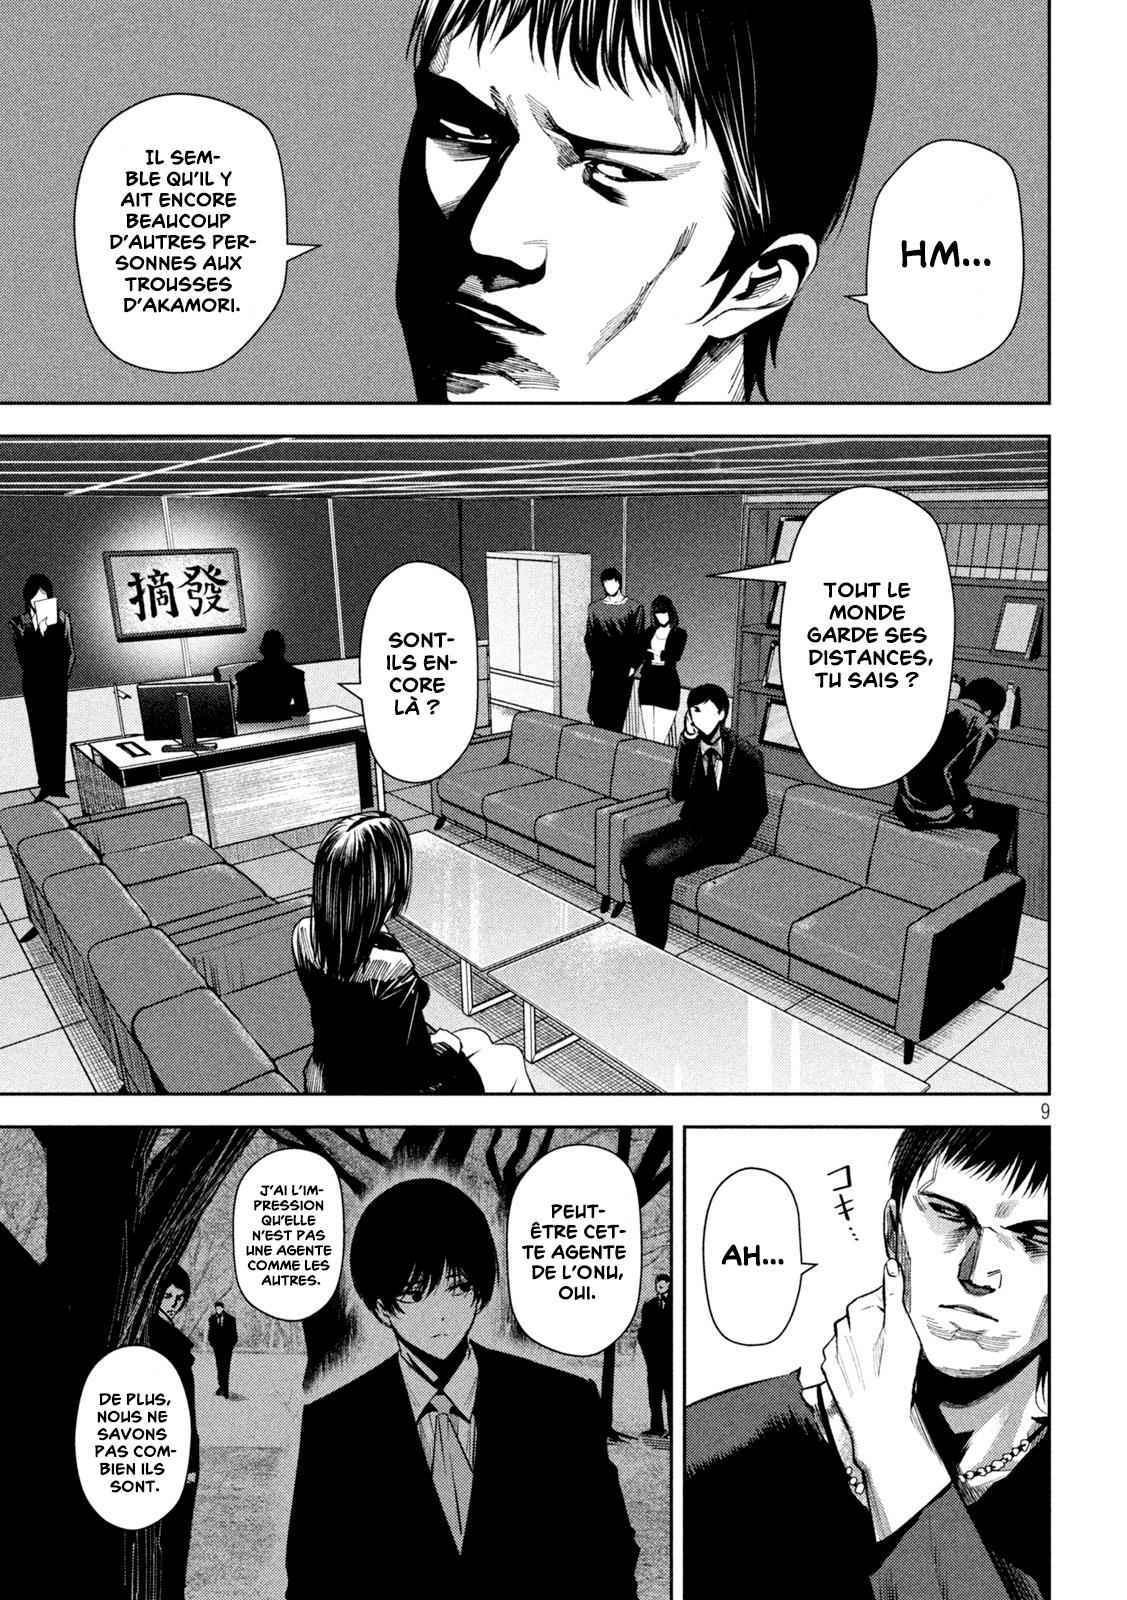 HM...
IL SEM-
BLE QU'IL Y
AIT ENCORE
BEAUCOUP
D'AUTRES PER-
SONNES AUX
TROUSSES
D'AKAMORI.
TOUT LE
MONDE
GARDE SES
DISTANCES,
TU SAIS ?
SONT-
ILS EN-
CORE
LÀ ?
摘發
9
コキ...
AH...
PEUT-
ÊTRE CET-
TE AGENTE
DE L'ONU,
OUI.
J'AI L'IM-
PRESSION
QU'ELLE
N'EST PAS
UNE AGENTE
COMME LES
AUTRES.
DE PLUS,
NOUS NE
SAVONS
PAS COM-
BIEN ILS
SONT.